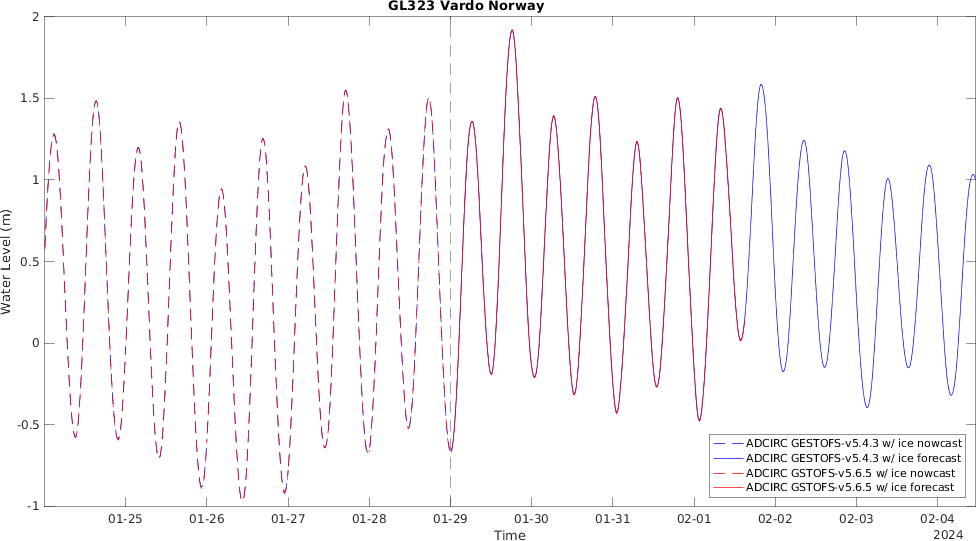 GL323 Vardo Norway
2
1.5
1
0.5
0
-0.5
-1
Water Level (m)
01-25 01-26 01-27 01-28 01-29 01-30 01-31 02-01 02-02 02-03 02-04
Time
2024
ADCIRC GESTOFS-v5.4.3 w/ ice nowcast
ADCIRC GESTOFS-v5.4.3 w/ ice forecast
ADCIRC GSTOFS-v5.6.5 w/ ice nowcast
ADCIRC GSTOFS-v5.6.5 w/ ice forecast